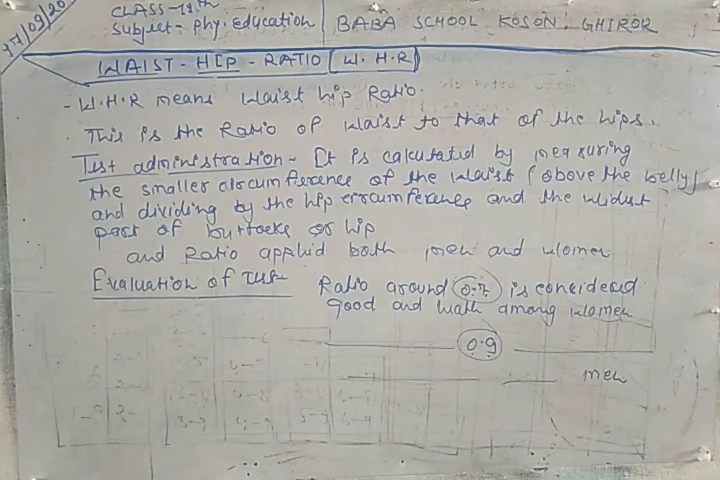 17/09/20
CLASS-12th
Subject- Phy. Education
BABA SCHOOL KOSON, GHIROR
WAIST-HIP-RATIO (W.H.R)
- W.H.R means Waist hip Ratio.
. This is the Ratio of waist to that of the hips.
Test administration - It is calculated by measuring
the smaller circumference of the waist (above the belly)
and dividing by the hip circumference and the widest
part of buttocks or hip
and Ratio applied both men and women
Evaluation of Test Ratio around 0.7 is considered
good and health among women
0.9
men